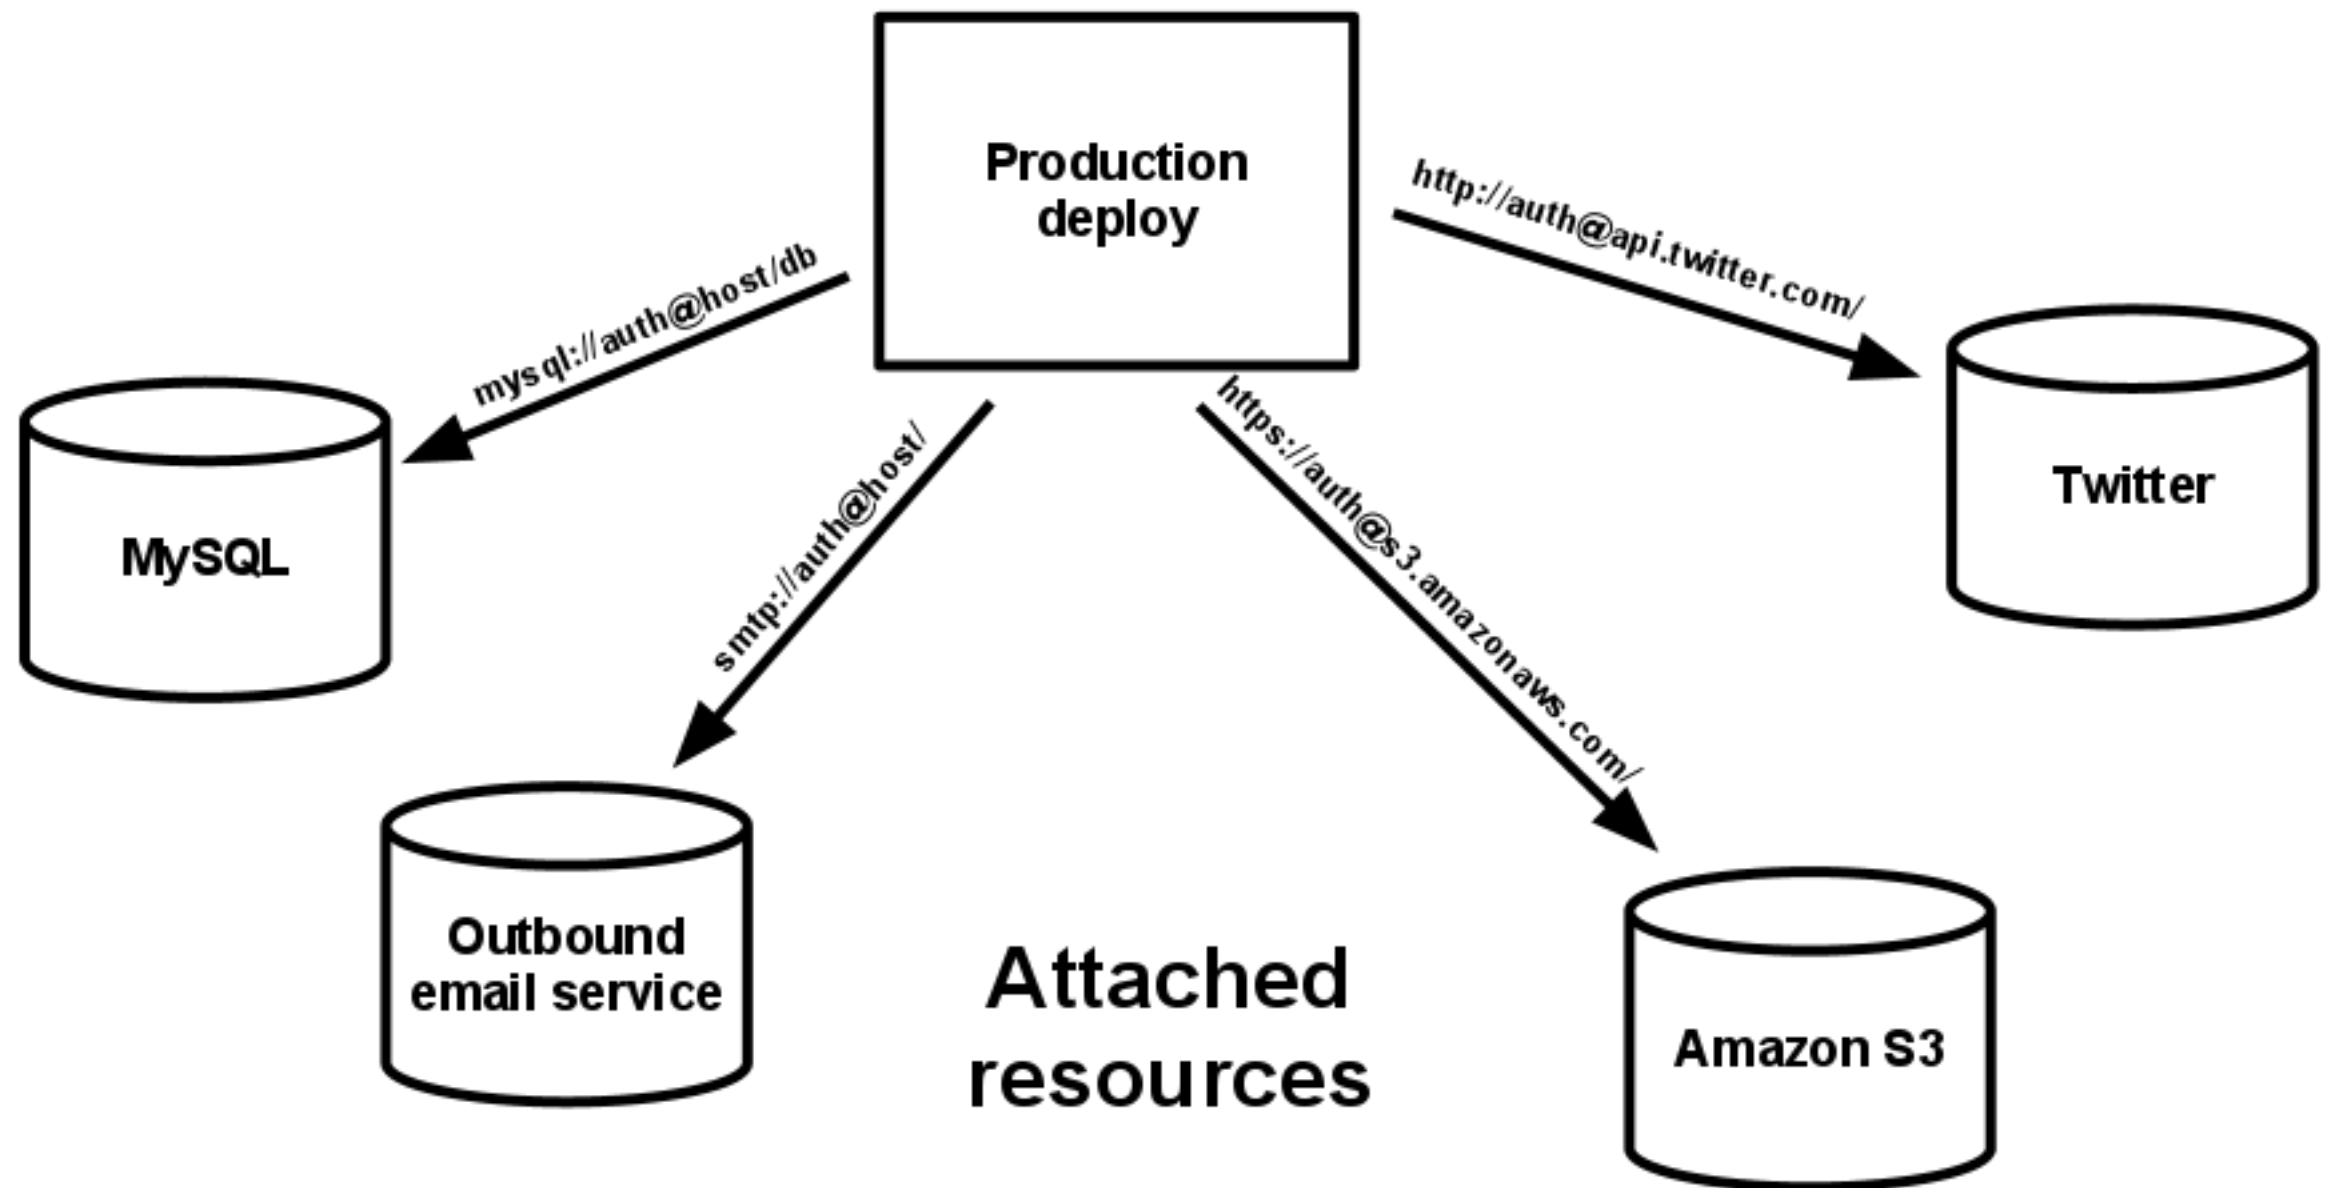 Production
deploy
http://auth@api.twitter.com/
mysql://auth@host/db
smtp://auth@host/
https://auth@s3.amazonaws.com/
Twitter
MySQL
Outbound
email service
Attached
resources
Amazon S3